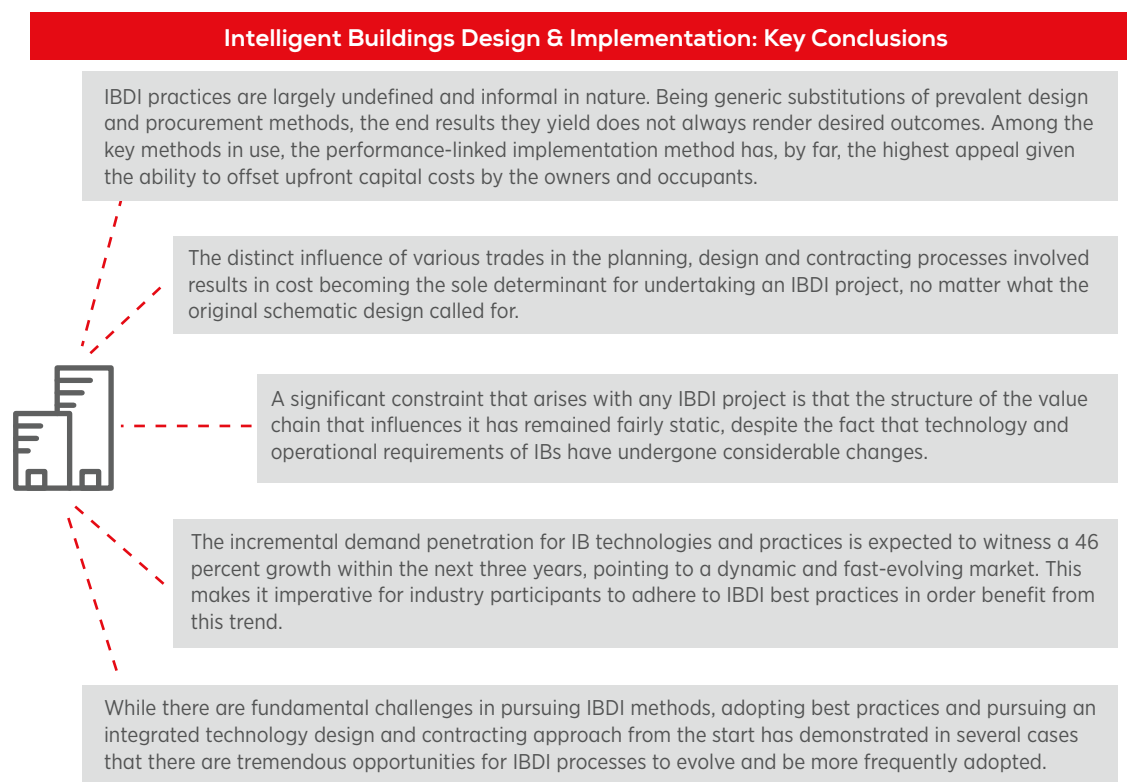 Intelligent Buildings Design & Implementation: Key Conclusions
IBDI practices are largely undefined and informal in nature. Being generic substitutions of prevalent design
and procurement methods, the end results they yield does not always render desired outcomes. Among the
key methods in use, the performance-linked implementation method has, by far, the highest appeal given
the ability to offset upfront capital costs by the owners and occupants.
The distinct influence of various trades in the planning, design and contracting processes involved
results in cost becoming the sole determinant for undertaking an IBDI project, no matter what the
original schematic design called for.
A significant constraint that arises with any IBDI project is that the structure of the value
chain that influences it has remained fairly static, despite the fact that technology and
operational requirements of IBs have undergone considerable changes.
The incremental demand penetration for IB technologies and practices is expected to witness a 46
percent growth within the next three years, pointing to a dynamic and fast-evolving market. This
makes it imperative for industry participants to adhere to IBDI best practices in order benefit from
this trend.
While there are fundamental challenges in pursuing IBDI methods, adopting best practices and pursuing an
integrated technology design and contracting approach from the start has demonstrated in several cases
that there are tremendous opportunities for IBDI processes to evolve and be more frequently adopted.